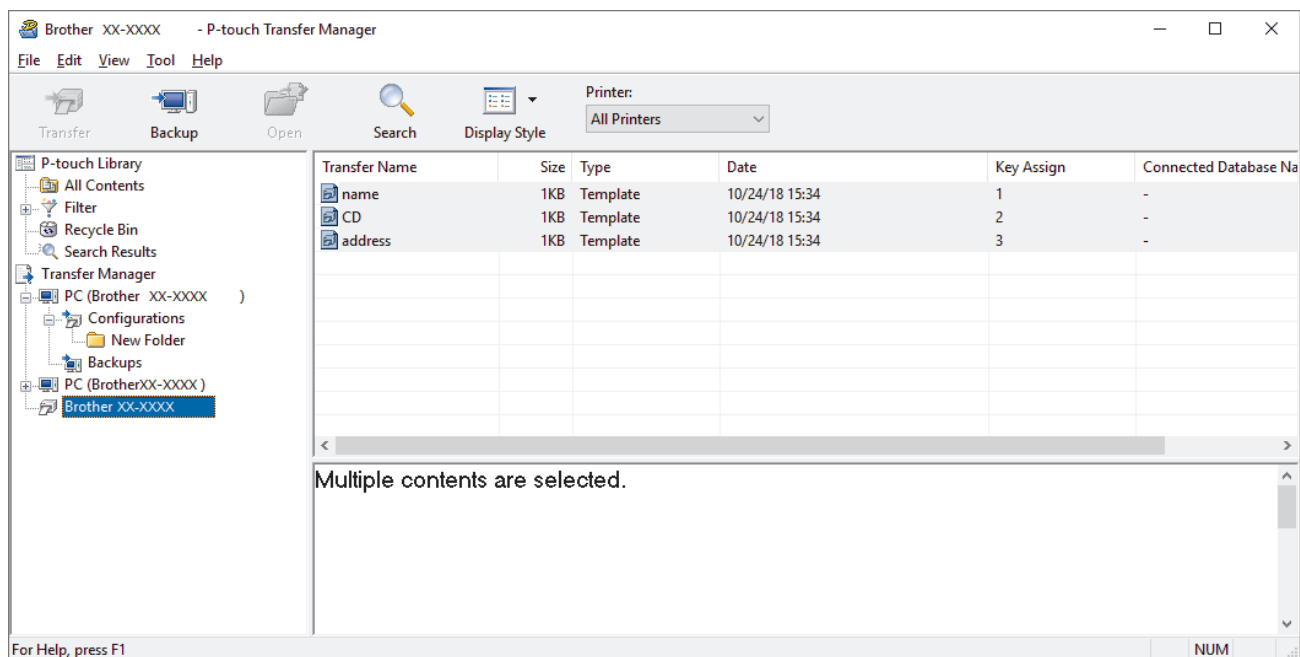 Brother XX-XXXX - P-touch Transfer Manager
File Edit View Tool Help
Transfer Backup Open Search Display Style
Printer:
All Printers
P-touch Library
All Contents
Filter
Recycle Bin
Search Results
Transfer Manager
PC (Brother XX-XXXX )
Configurations
New Folder
Backups
PC (BrotherXX-XXXX )
Brother XX-XXXX
Transfer Name Size Type Date Key Assign Connected Database Na
name 1KB Template 10/24/18 15:34 1 -
CD 1KB Template 10/24/18 15:34 2 -
address 1KB Template 10/24/18 15:34 3 -
Multiple contents are selected.
For Help, press F1
NUM